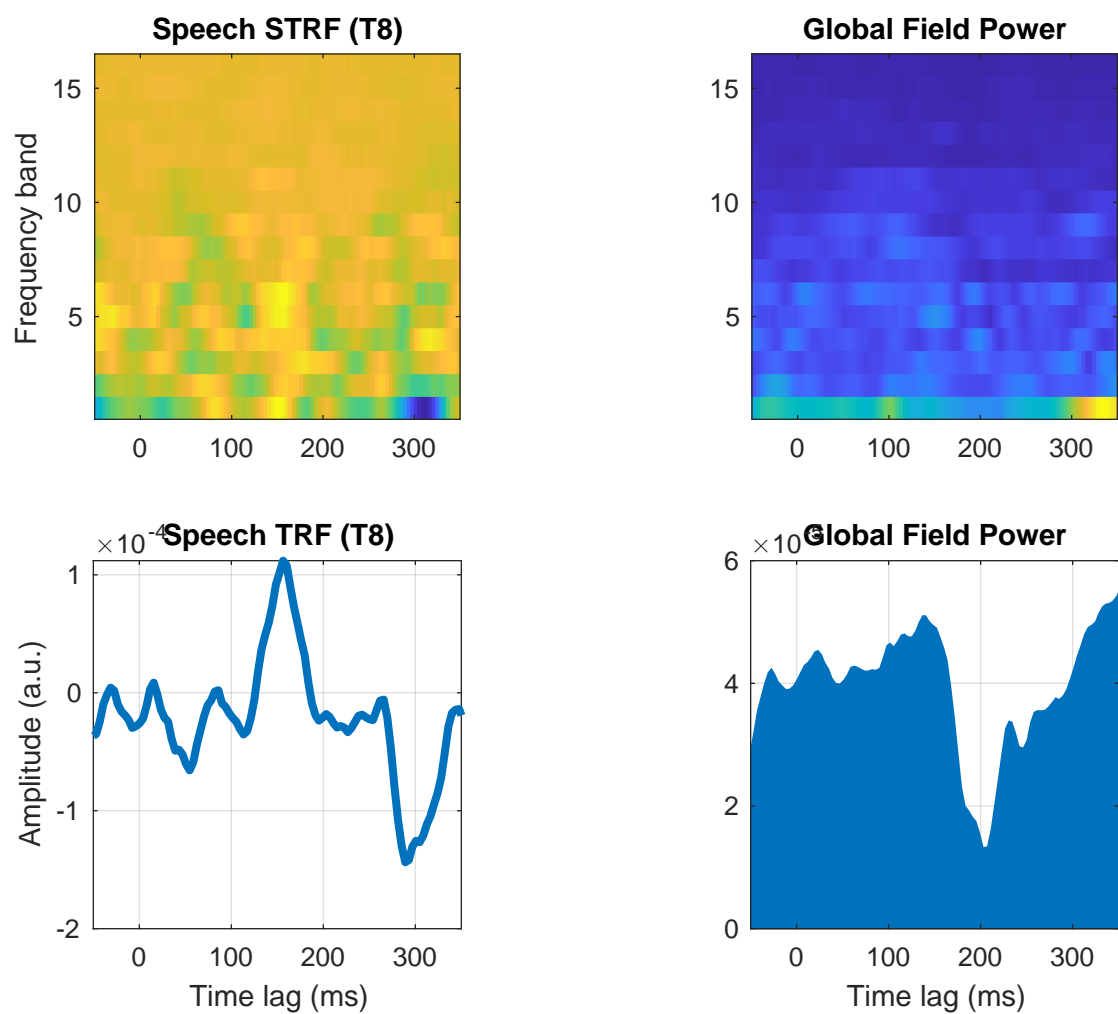 Speech STRF (T8)
Frequency band
15
10
5
0 100 200 300
Global Field Power
15
10
5
0 100 200 300
Speech TRF (T8)
×10⁻⁴
Amplitude (a.u.)
1
0
-1
-2
0 100 200 300
Time lag (ms)
Global Field Power
×10
6
4
2
0
0 100 200 300
Time lag (ms)